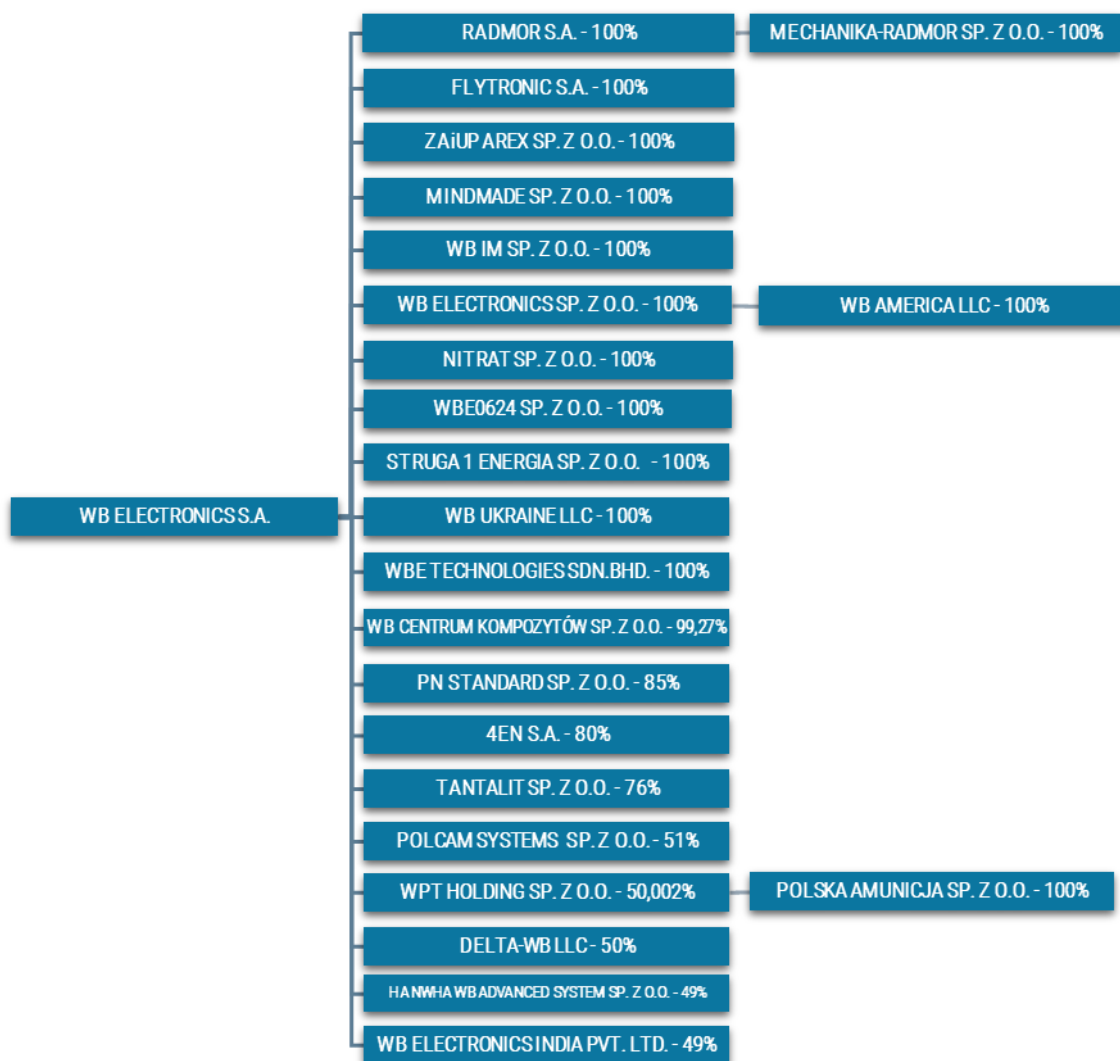 RADMOR S.A. - 100%
MECHANIKA-RADMOR SP. Z O.O. - 100%
FLYTRONIC S.A. - 100%
ZAiUP AREX SP. Z O.O. - 100%
MINDMADE SP. Z O.O. - 100%
WB IM SP. Z O.O. - 100%
WB ELECTRONICS SP. Z O.O. - 100%
WB AMERICA LLC - 100%
NITRAT SP. Z O.O. - 100%
WBE0624 SP. Z O.O. - 100%
STRUGA 1 ENERGIA SP. Z O.O. - 100%
WB ELECTRONICS S.A.
WB UKRAINE LLC - 100%
WBE TECHNOLOGIES SDN.BHD. - 100%
WB CENTRUM KOMPOZYTÓW SP. Z O.O. - 99,27%
PN STANDARD SP. Z O.O. - 85%
4EN S.A. - 80%
TANTALIT SP. Z O.O. - 76%
POLCAM SYSTEMS SP. Z O.O. - 51%
WPT HOLDING SP. Z O.O. - 50,002%
POLSKA AMUNICJA SP. Z O.O. - 100%
DELTA-WB LLC - 50%
HANWHA WB ADVANCED SYSTEM SP. Z O.O. - 49%
WB ELECTRONICS INDIA PVT. LTD. - 49%